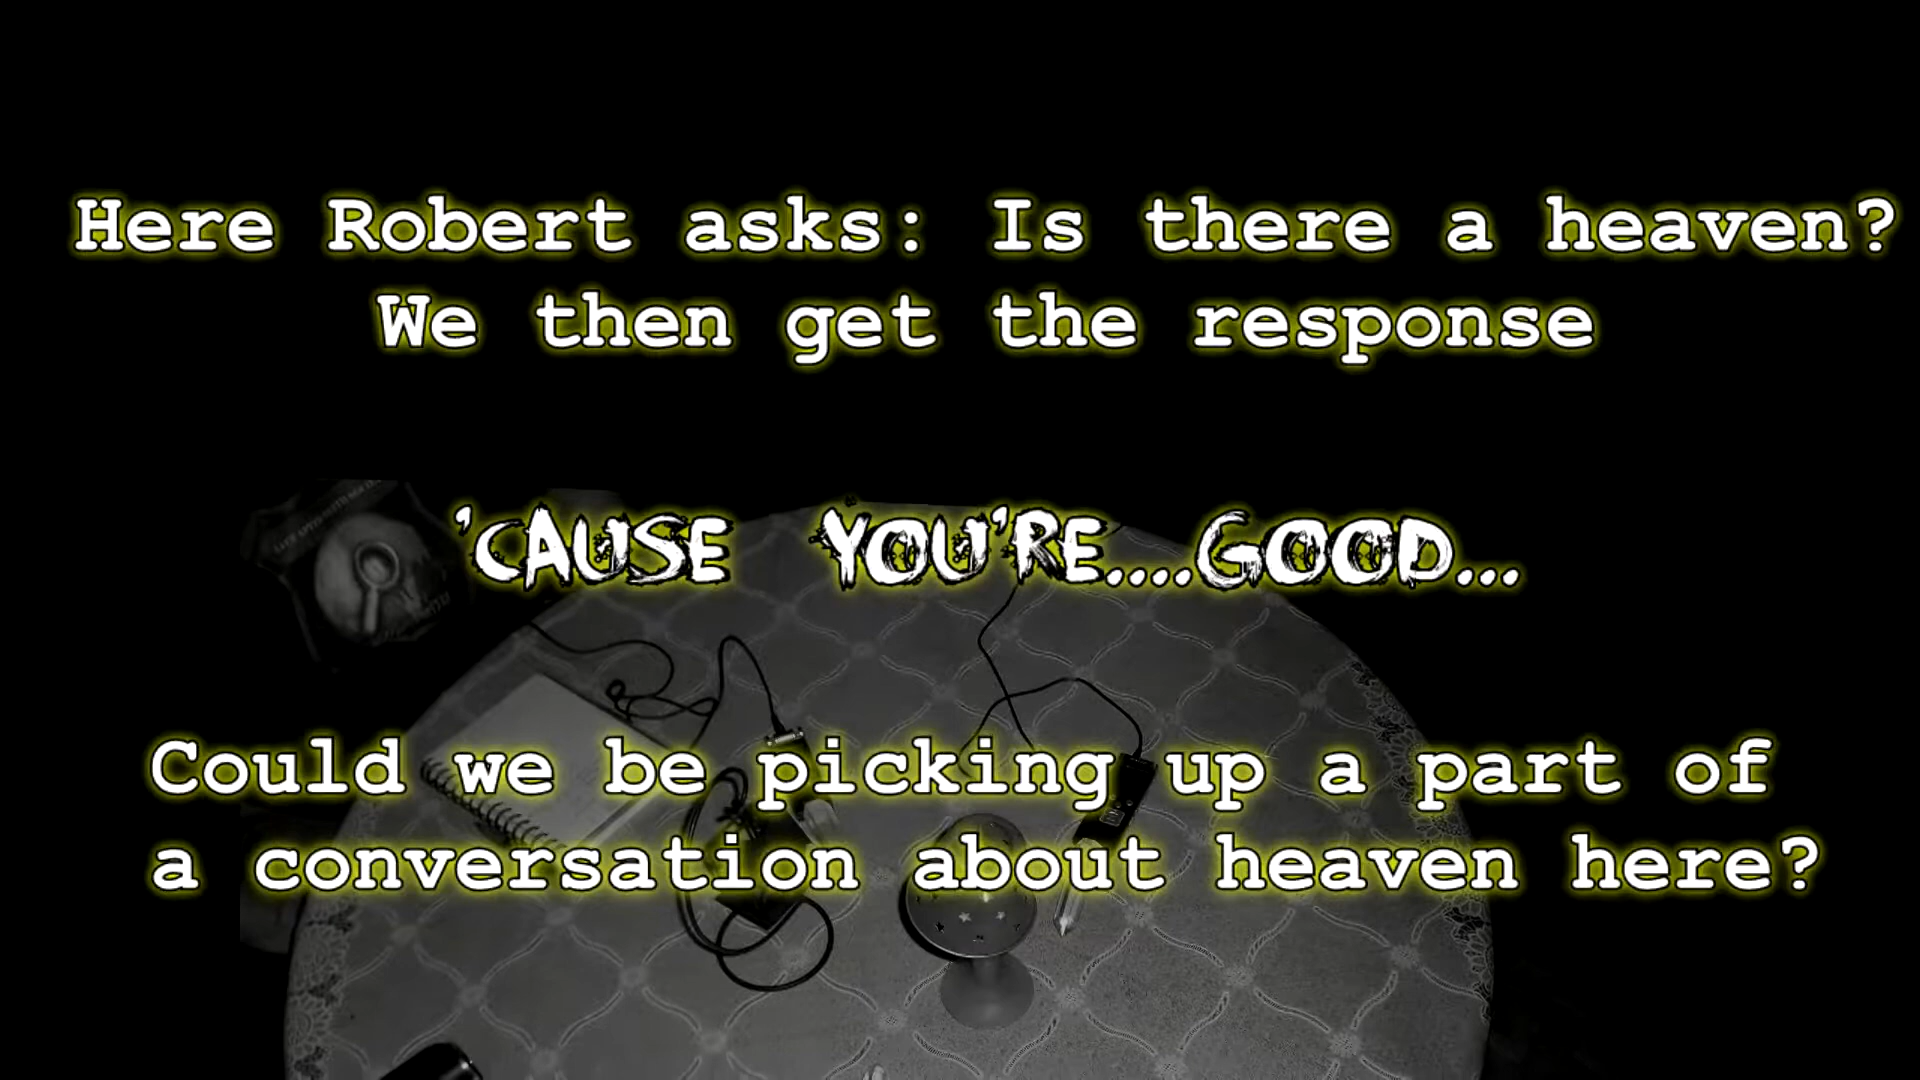 Here Robert asks: Is there a heaven?
We then get the response
'CAUSE YOU'RE....GOOD...
Could we be picking up a part of
a conversation about heaven here?